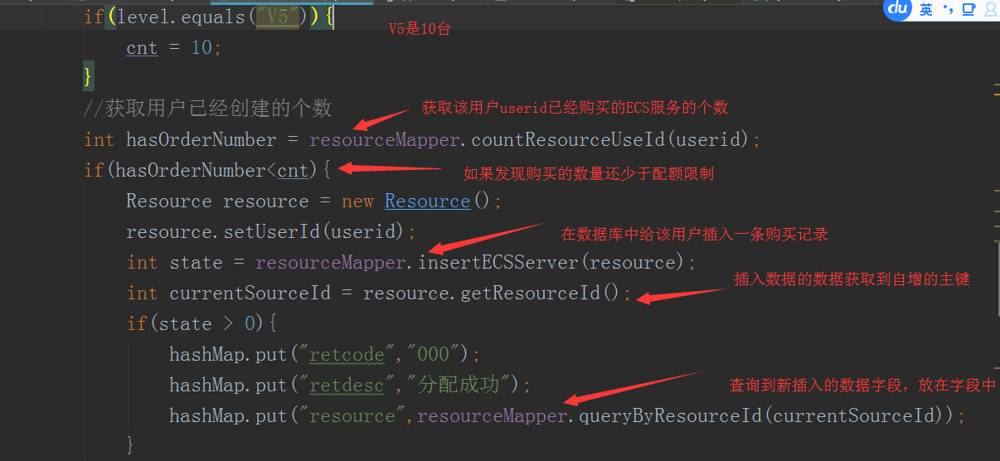 du 英
if(level.equals("V5")){
V5是10台
cnt = 10;
}
//获取用户已经创建的个数
获取该用户userid已经购买的ECS服务的个数
int hasOrderNumber = resourceMapper.countResourceUseId(userid);
if(hasOrderNumber<cnt){
如果发现购买的数量还少于配额限制
Resource resource = new Resource();
resource.setUserId(userid);
在数据库中给该用户插入一条购买记录
int state = resourceMapper.insertECSServer(resource);
插入数据的数据获取到自增的主键
int currentSourceId = resource.getResourceId();
if(state > 0){
hashMap.put("retcode","000");
hashMap.put("retdesc","分配成功");
查询到新插入的数据字段，放在字段中
hashMap.put("resource",resourceMapper.queryByResourceId(currentSourceId));
}